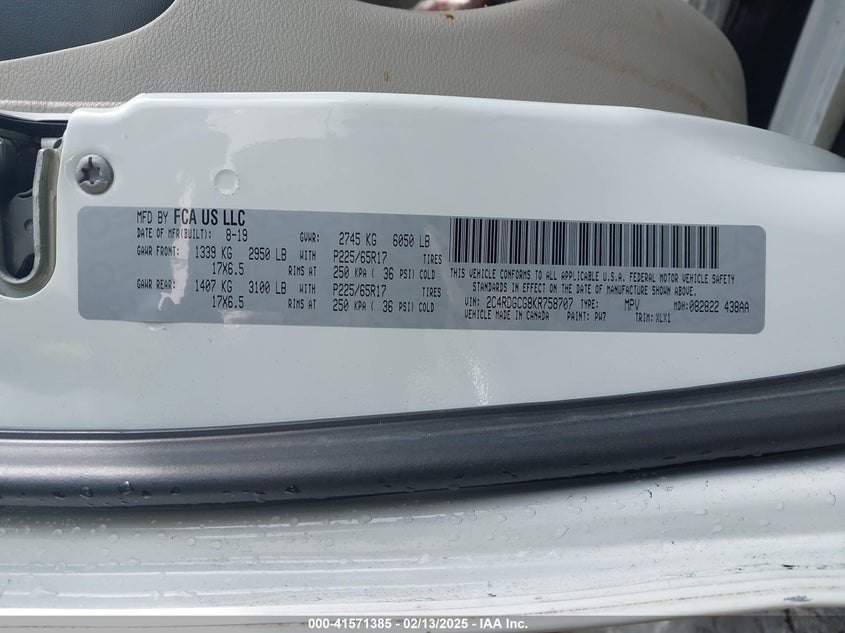 MFD BY FCA US LLC
DATE OF MFR(BUILT): 8-19 GVWR: 2745 KG 6050 LB
GAWR FRONT: 1339 KG 2950 LB WITH P225/65R17 TIRES
17X6.5 RIMS AT 250 KPA ( 36 PSI) COLD
GAWR REAR: 1407 KG 3100 LB WITH P225/65R17 TIRES
17X6.5 RIMS AT 250 KPA ( 36 PSI) COLD
THIS VEHICLE CONFORMS TO ALL APPLICABLE U.S.A. FEDERAL MOTOR VEHICLE SAFETY
STANDARDS IN EFFECT ON THE DATE OF MANUFACTURE SHOWN ABOVE.
VIN: 2C4RDGCG8KR758707 TYPE: MPV MDH:082822 438AA
VEHICLE MADE IN CANADA PAINT: PW7 TRIM: XLX1
000-41571385 — 02/13/2025 — IAA Inc.